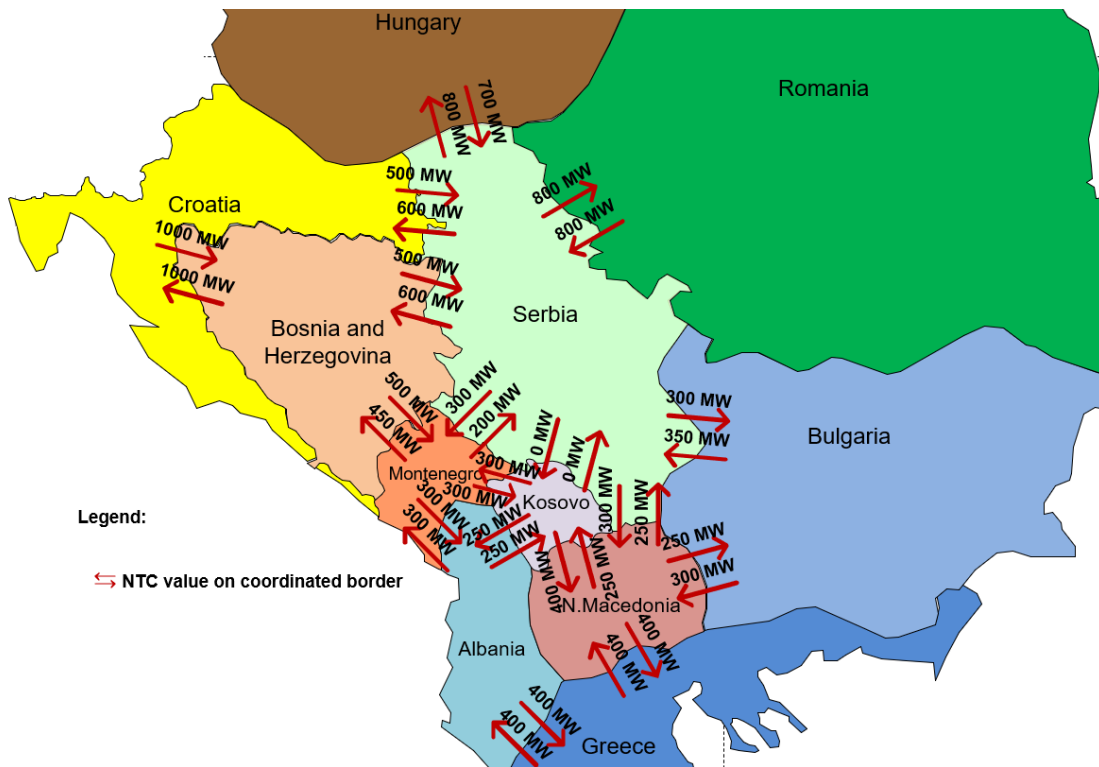 Hungary
Romania
800 MW
700 MW
500 MW
600 MW
800 MW
800 MW
Croatia
1000 MW
1000 MW
500 MW
600 MW
Serbia
Bosnia and
Herzegovina
500 MW
450 MW
300 MW
200 MW
0 MW
0 MW
300 MW
350 MW
Bulgaria
Montenegro
300 MW
300 MW
Kosovo
300 MW
300 MW
250 MW
250 MW
300 MW
250 MW
250 MW
300 MW
Legend:
NTC value on coordinated border
400 MW
250 MW
N.Macedonia
Albania
400 MW
400 MW
400 MW
400 MW
Greece